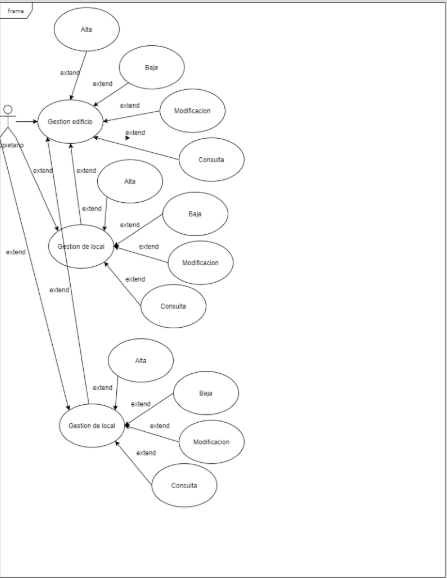 frame
Alta
extend
Baja
extend
extend
Modificacion
Gestion edificio
extend
Consulta
pietario
extend
extend
Alta
extend
Baja
extend
Gestion de local
extend
Modificacion
extend
extend
extend
Consulta
Alta
extend
Baja
extend
Gestion de local
extend
Modificacion
extend
Consulta